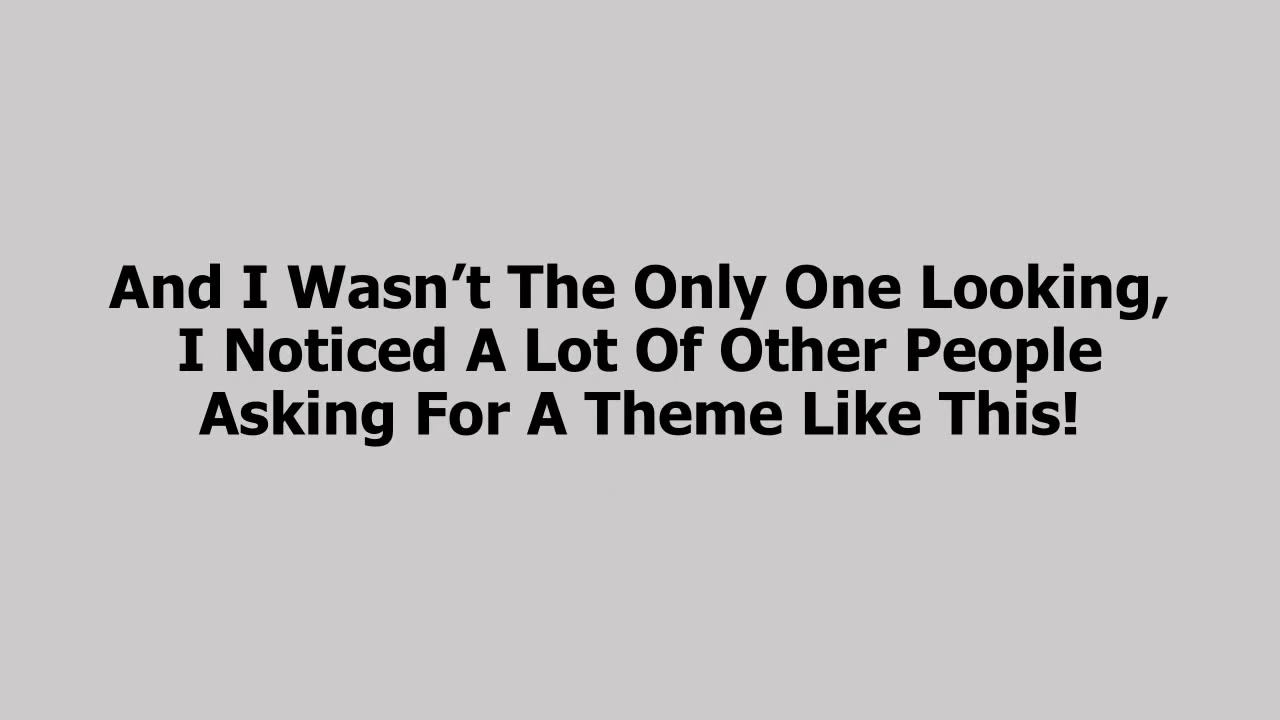 And I Wasn’t The Only One Looking,
I Noticed A Lot Of Other People
Asking For A Theme Like This!